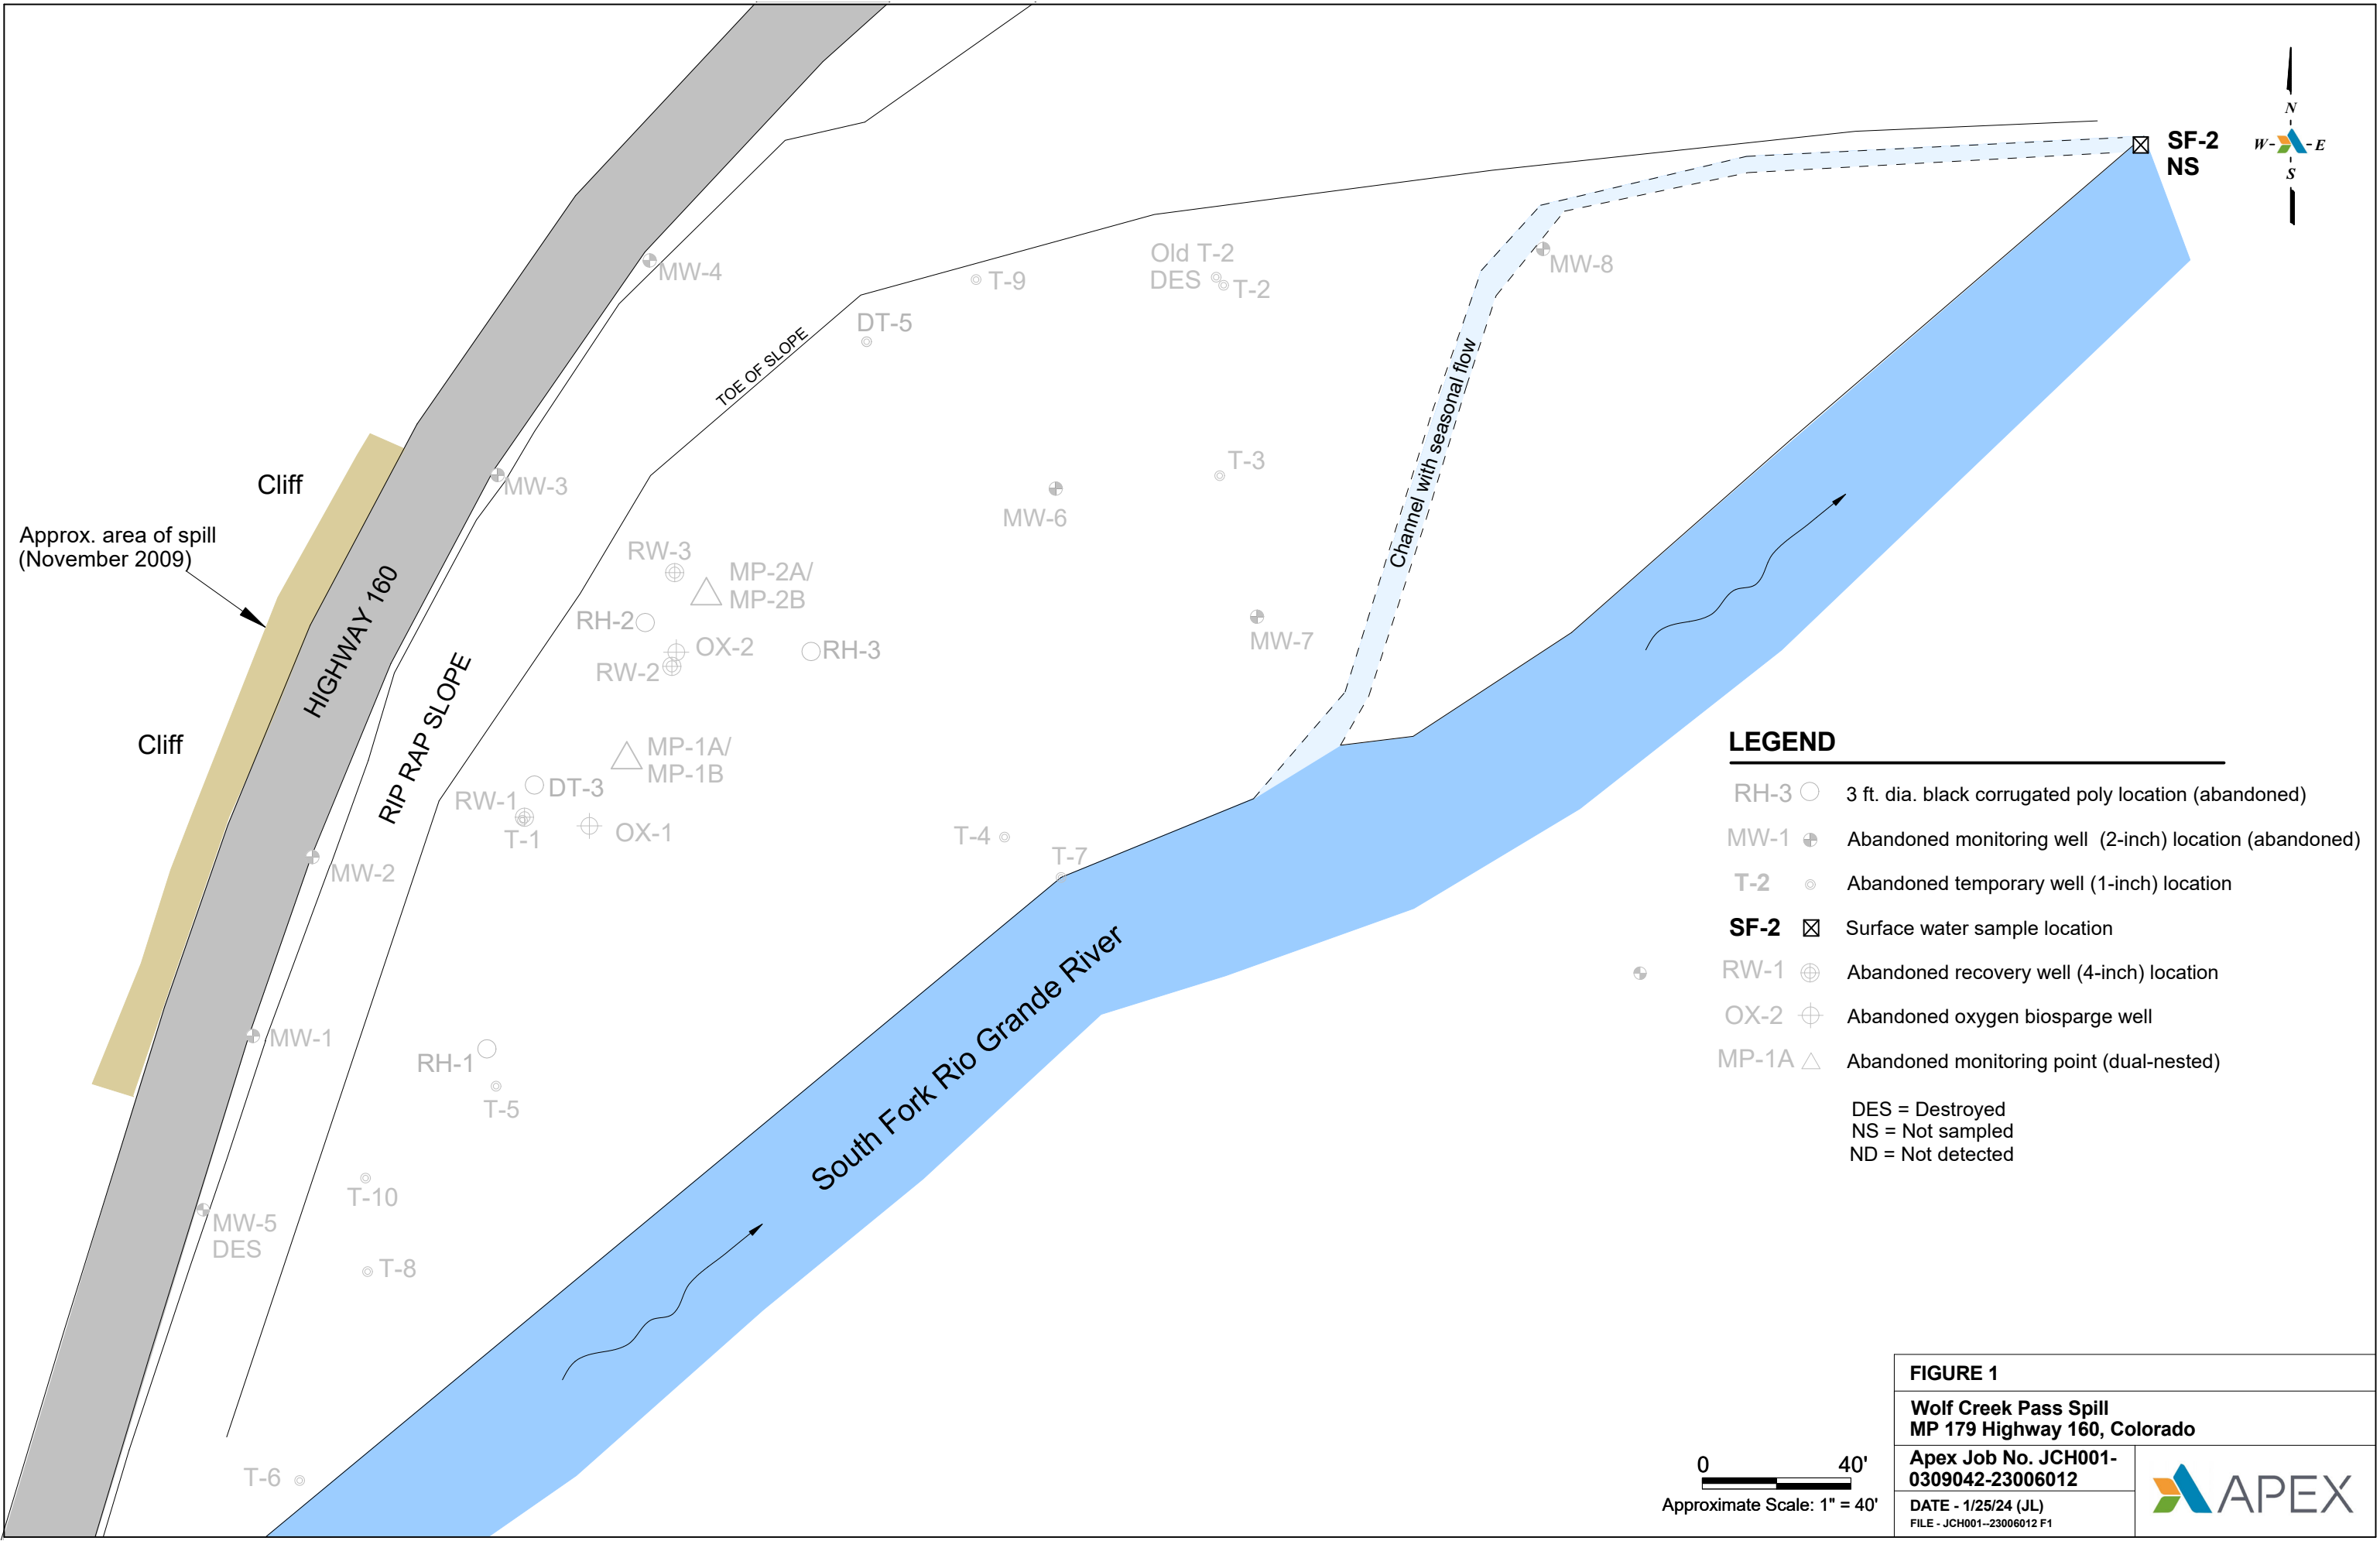 SF-2
NS
N
W
E
S
Old T-2
DES
T-2
T-9
MW-8
MW-4
DT-5
TOE OF SLOPE
Channel with seasonal flow
T-3
MW-6
Cliff
MW-3
Approx. area of spill
(November 2009)
HIGHWAY 160
RW-3
MP-2A/
MP-2B
RH-2
OX-2
RW-2
RH-3
MW-7
Cliff
RIP RAP SLOPE
MP-1A/
MP-1B
DT-3
RW-1
T-1
OX-1
T-4
T-7
MW-2
South Fork Rio Grande River
MW-1
RH-1
T-5
T-10
MW-5
DES
T-8
T-6
LEGEND
RH-3 3 ft. dia. black corrugated poly location (abandoned)
MW-1 Abandoned monitoring well (2-inch) location (abandoned)
T-2 Abandoned temporary well (1-inch) location
SF-2 Surface water sample location
RW-1 Abandoned recovery well (4-inch) location
OX-2 Abandoned oxygen biosparge well
MP-1A Abandoned monitoring point (dual-nested)
DES = Destroyed
NS = Not sampled
ND = Not detected
0 40'
Approximate Scale: 1" = 40'
FIGURE 1
Wolf Creek Pass Spill
MP 179 Highway 160, Colorado
Apex Job No. JCH001-
0309042-23006012
DATE - 1/25/24 (JL)
FILE - JCH001--23006012 F1
APEX